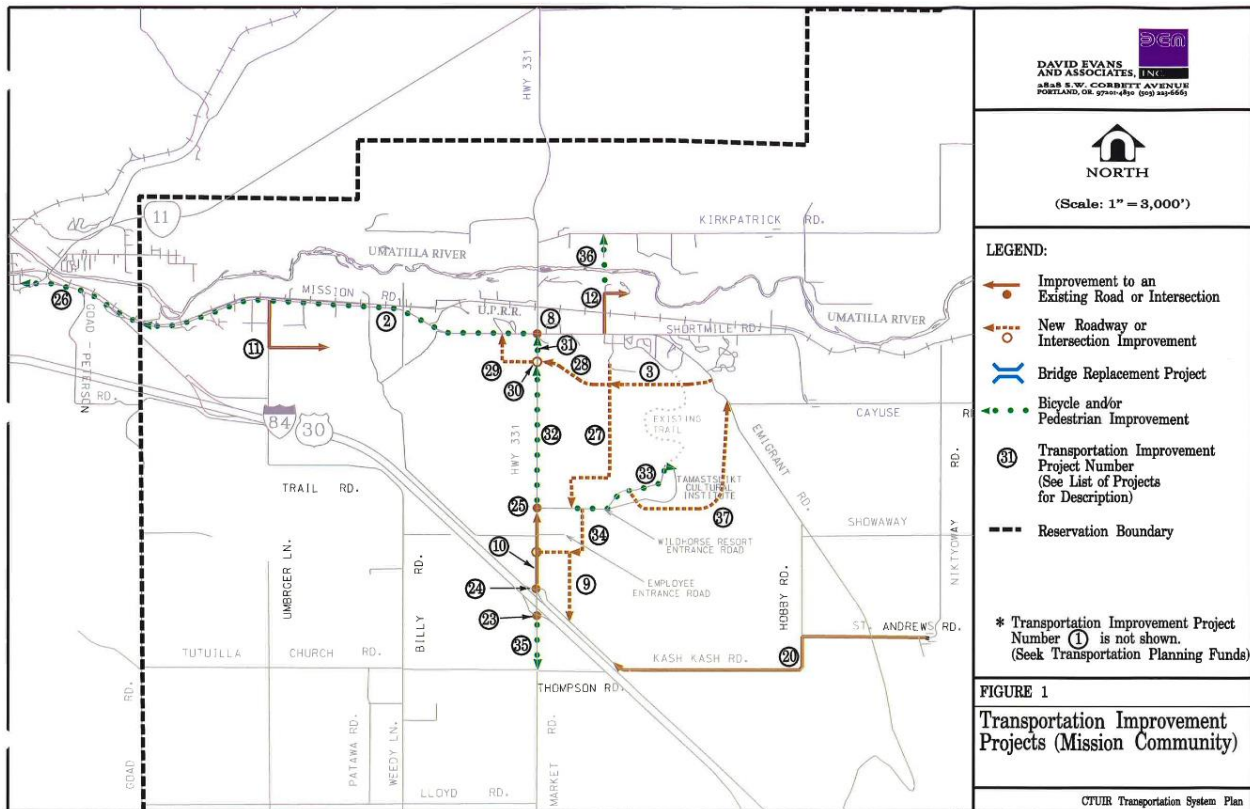 HWY 331
11
KIRKPATRICK RD.
UMATILLA RIVER
36
26
MISSION RD.
12
U.P.R.R.
8
UMATILLA RIVER
2
SHORTMILE RD
31
11
28
3
29
30
GOAD - PETERSON
RD.
CAYUSE
84
30
EXISTING
TRAIL
27
32
HWY 331
EMIGRANT RD.
33
TRAIL RD.
TAMASTSLIKT
CULTURAL
INSTITUTE
25
37
34
SHOWAWAY
WILDHORSE RESORT
ENTRANCE ROAD
10
NIKTYOWAY RD.
UMBRGER LN.
BILLY RD.
9
EMPLOYEE
ENTRANCE ROAD
24
HOBBY RD.
23
ST. ANDREWS RD.
TUTUILLA CHURCH RD.
35
KASH KASH RD.
20
THOMPSON RD.
GOAD RD.
PATAWA RD.
WEEDY LN.
LLOYD RD.
MARKET RD.
DAVID EVANS
AND ASSOCIATES, INC.
2828 S.W. CORBETT AVENUE
PORTLAND, OR. 97201-4830 (503) 223-6663
NORTH
(Scale: 1" = 3,000')
LEGEND:
Improvement to an
Existing Road or Intersection
New Roadway or
Intersection Improvement
Bridge Replacement Project
Bicycle and/or
Pedestrian Improvement
31 Transportation Improvement
Project Number
(See List of Projects
for Description)
Reservation Boundary
* Transportation Improvement Project
Number 1 is not shown.
(Seek Transportation Planning Funds)
FIGURE 1
Transportation Improvement
Projects (Mission Community)
CTUIR Transportation System Plan